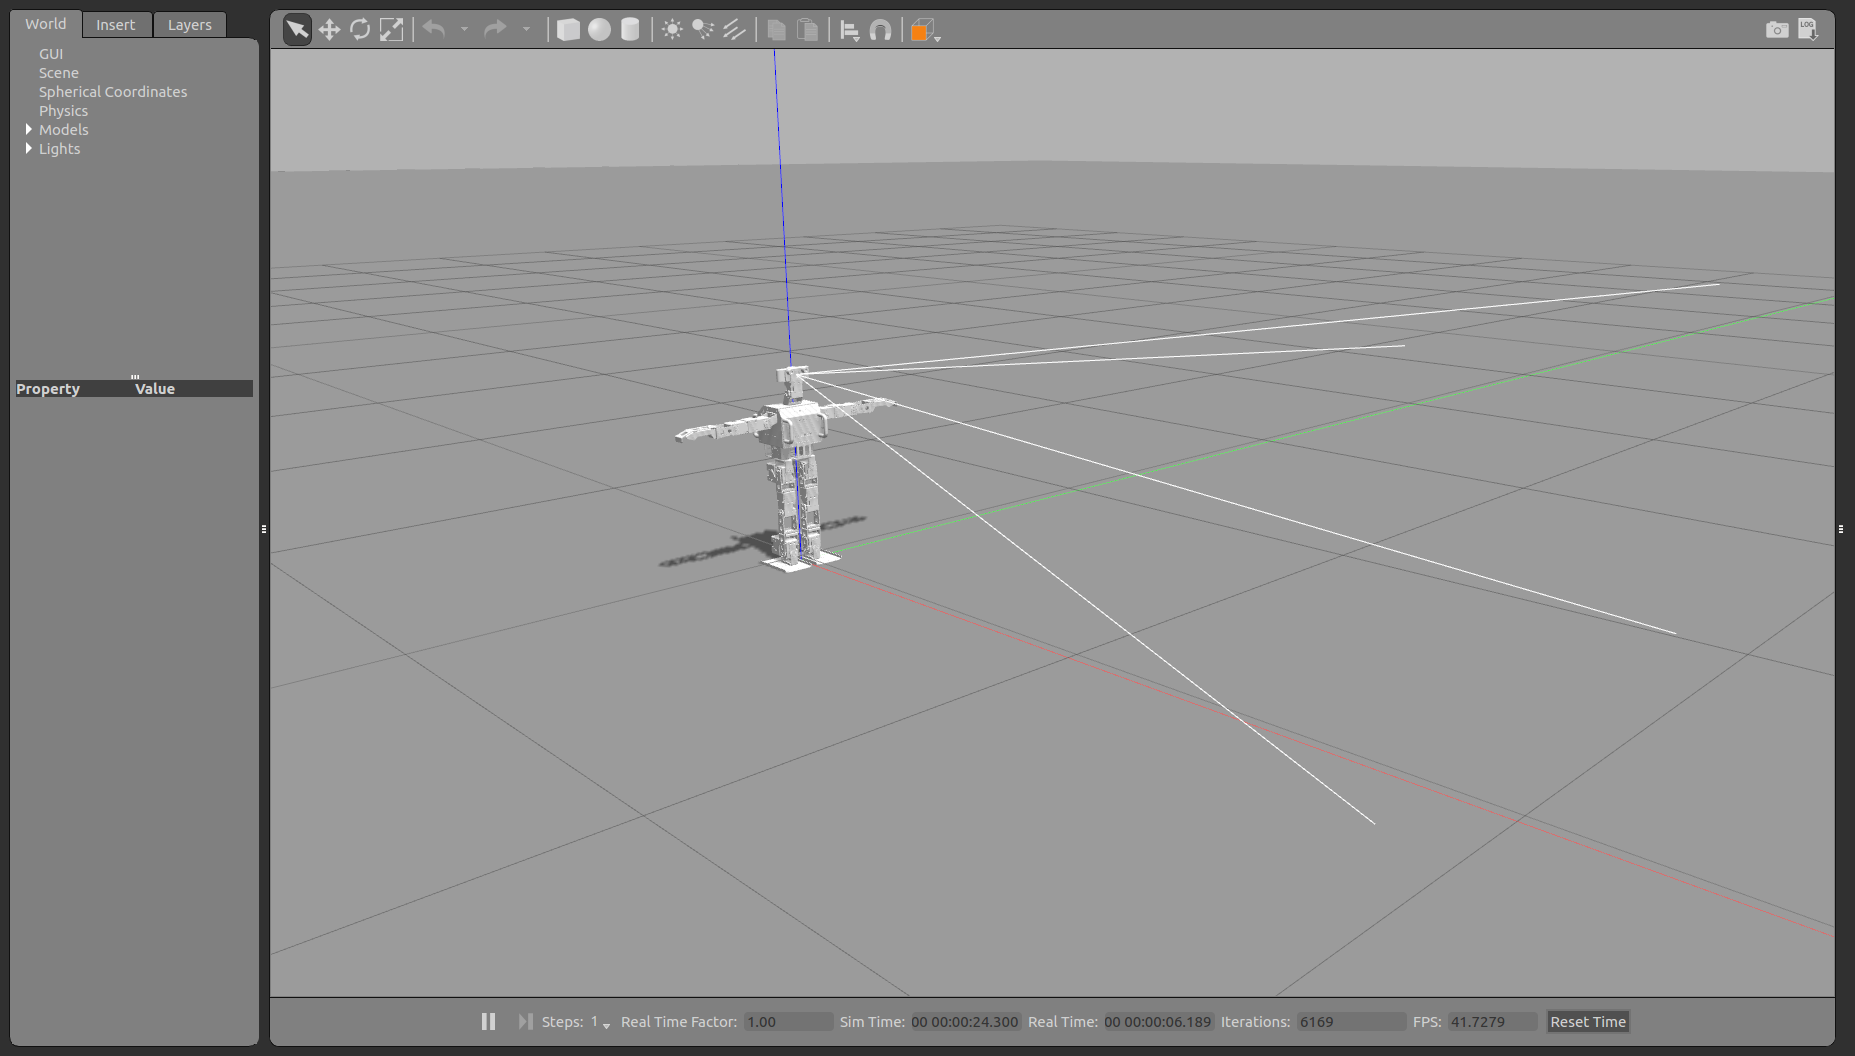 World Insert Layers
GUI
Scene
Spherical Coordinates
Physics
Models
Lights
Property Value
LOG
Steps: 1 Real Time Factor: 1.00 Sim Time: 00 00:00:24.300 Real Time: 00 00:00:06.189 Iterations: 6169 FPS: 41.7279 Reset Time